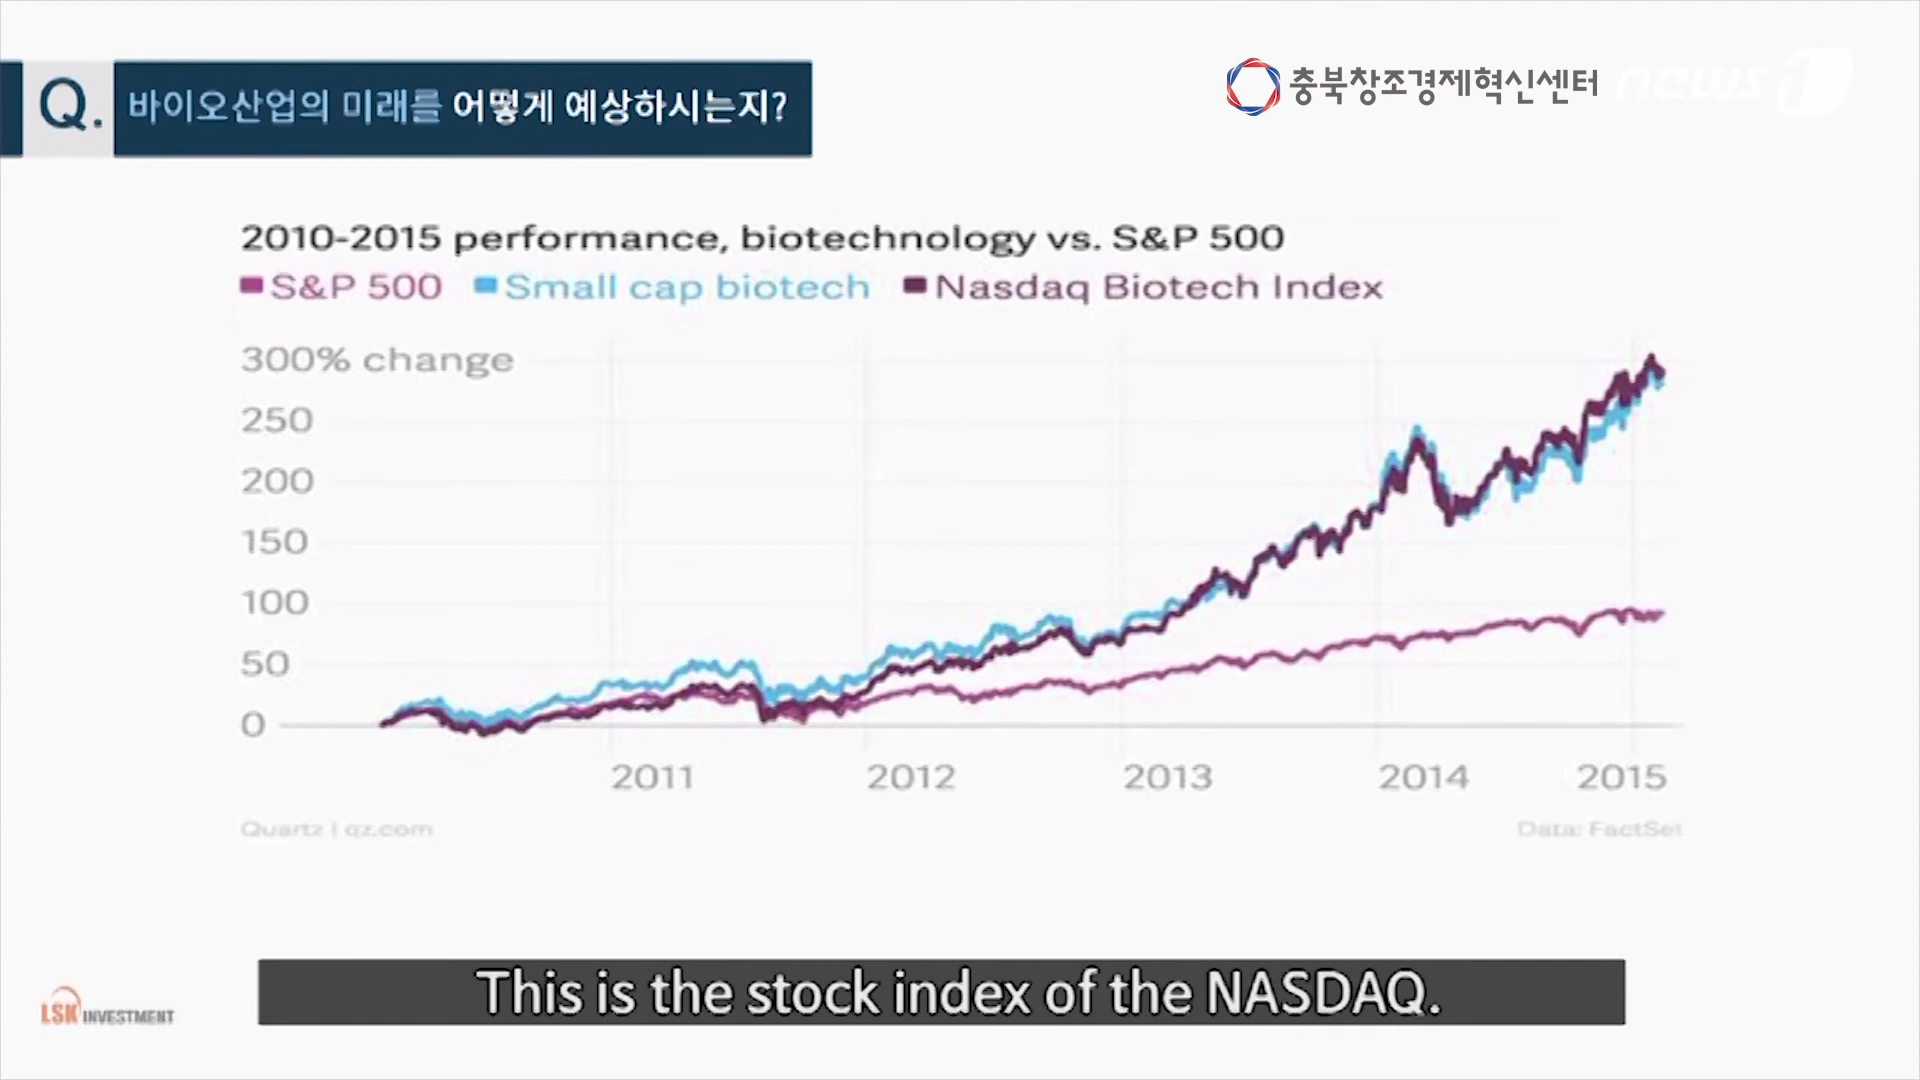 Q. 바이오산업의 미래를 어떻게 예상하시는지?
충북창조경제혁신센터 news1
2010-2015 performance, biotechnology vs. S&P 500
S&P 500 Small cap biotech Nasdaq Biotech Index
300% change
250
200
150
100
50
0
2011 2012 2013 2014 2015
Quartz | qz.com Data: FactSet
LSK INVESTMENT
This is the stock index of the NASDAQ.